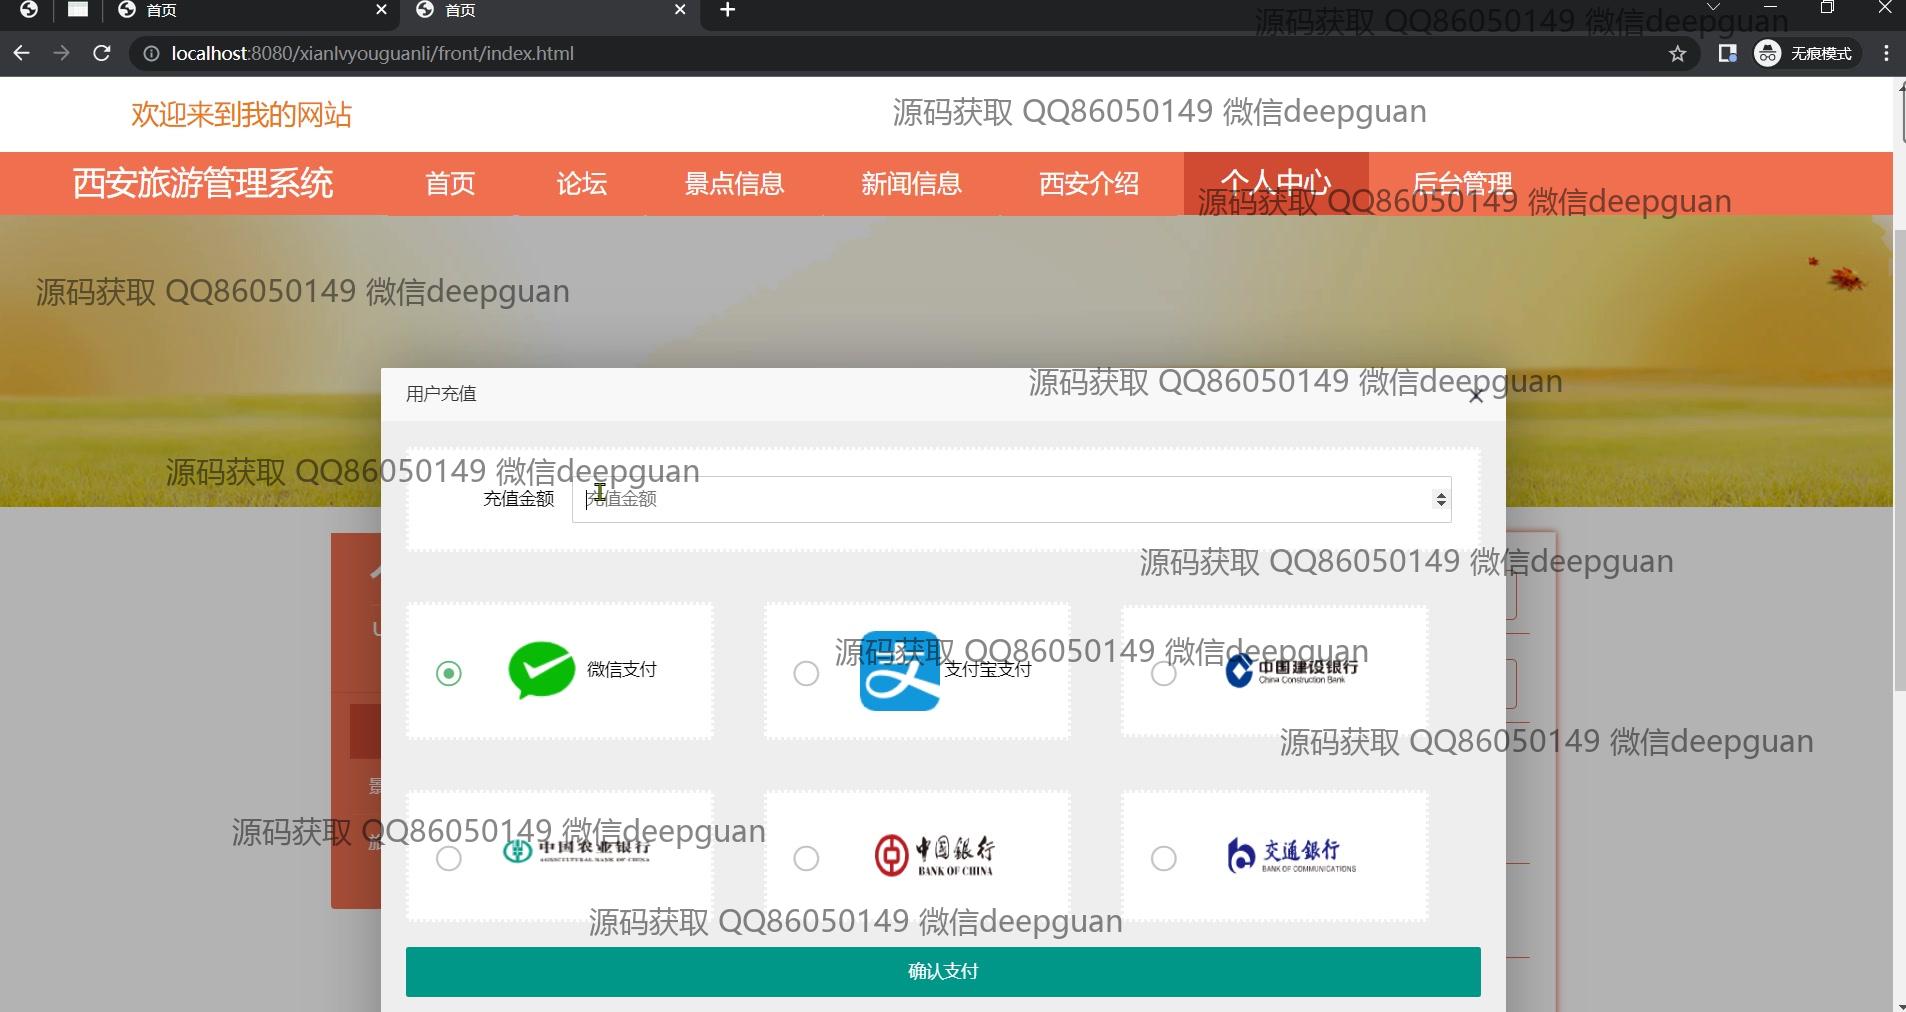 首页
首页
源码获取 QQ86050149 微信deepguan
localhost:8080/xianlvyouguanli/front/index.html
无痕模式
欢迎来到我的网站
源码获取 QQ86050149 微信deepguan
西安旅游管理系统 首页 论坛 景点信息 新闻信息 西安介绍 个人中心 后台管理
源码获取 QQ86050149 微信deepguan
源码获取 QQ86050149 微信deepguan
用户充值
源码获取 QQ86050149 微信deepguan
源码获取 QQ86050149 微信deepguan
充值金额 充值金额
源码获取 QQ86050149 微信deepguan
源码获取 QQ86050149 微信deepguan
微信支付
支付宝支付
中国建设银行
China Construction Bank
源码获取 QQ86050149 微信deepguan
源码获取 QQ86050149 微信deepguan
中国农业银行
AGRICULTURAL BANK OF CHINA
中国銀行
BANK OF CHINA
交通銀行
BANK OF COMMUNICATIONS
源码获取 QQ86050149 微信deepguan
确认支付